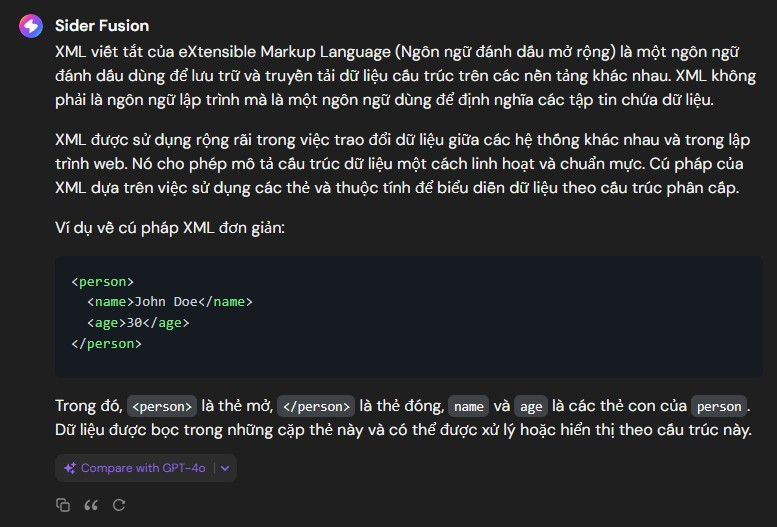 Sider Fusion
XML viết tắt của eXtensible Markup Language (Ngôn ngữ đánh dấu mở rộng) là một ngôn ngữ
đánh dấu dùng để lưu trữ và truyền tải dữ liệu cấu trúc trên các nền tảng khác nhau. XML không
phải là ngôn ngữ lập trình mà là một ngôn ngữ dùng để định nghĩa các tập tin chứa dữ liệu.
XML được sử dụng rộng rãi trong việc trao đổi dữ liệu giữa các hệ thống khác nhau và trong lập
trình web. Nó cho phép mô tả cấu trúc dữ liệu một cách linh hoạt và chuẩn mực. Cú pháp của
XML dựa trên việc sử dụng các thẻ và thuộc tính để biểu diễn dữ liệu theo cấu trúc phân cấp.
Ví dụ về cú pháp XML đơn giản:
<person>
  <name>John Doe</name>
  <age>30</age>
</person>
Trong đó, <person> là thẻ mở, </person> là thẻ đóng, name và age là các thẻ con của person.
Dữ liệu được bọc trong những cặp thẻ này và có thể được xử lý hoặc hiển thị theo cấu trúc này.
Compare with GPT-4o